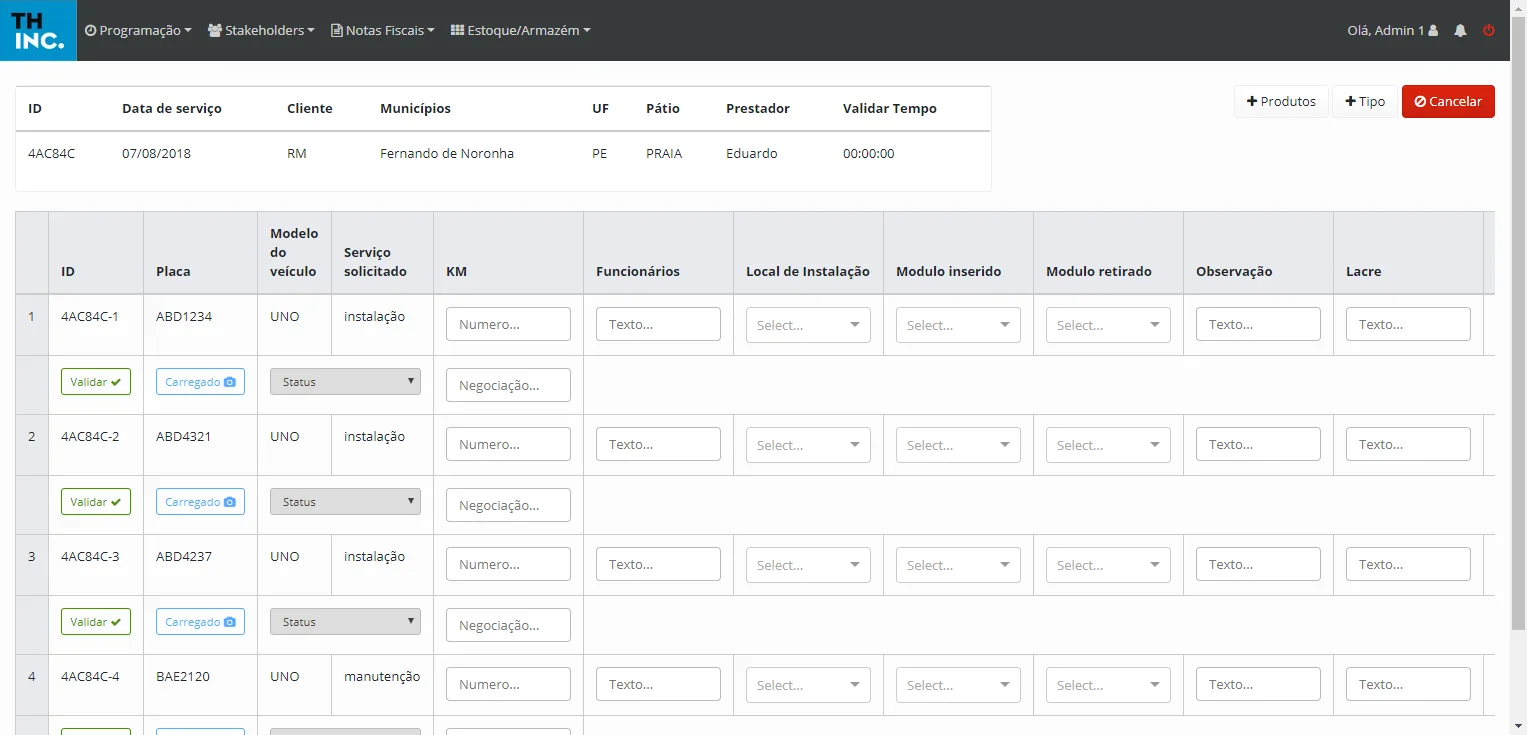 TH
INC.
Programação Stakeholders Notas Fiscais Estoque/Armazém Olá, Admin 1
ID Data de serviço Cliente Municípios UF Pátio Prestador Validar Tempo
4AC84C 07/08/2018 RM Fernando de Noronha PE PRAIA Eduardo 00:00:00
Produtos Tipo Cancelar
ID Placa Modelo do veículo Serviço solicitado KM Funcionários Local de Instalação Modulo inserido Modulo retirado Observação Lacre
1 4AC84C-1 ABD1234 UNO instalação Numero... Texto... Select... Select... Select... Texto... Texto...
Validar Carregado Status Negociação...
2 4AC84C-2 ABD4321 UNO instalação Numero... Texto... Select... Select... Select... Texto... Texto...
Validar Carregado Status Negociação...
3 4AC84C-3 ABD4237 UNO instalação Numero... Texto... Select... Select... Select... Texto... Texto...
Validar Carregado Status Negociação...
4 4AC84C-4 BAE2120 UNO manutenção Numero... Texto... Select... Select... Select... Texto... Texto...